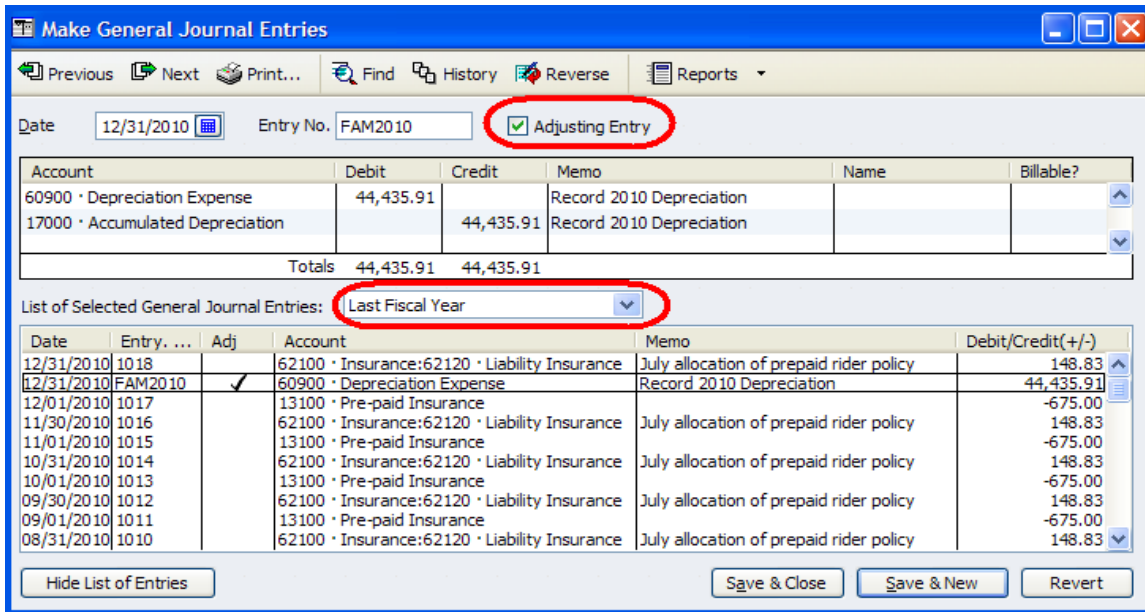 Make General Journal Entries
Previous Next Print... Find History Reverse Reports
Date 12/31/2010 Entry No. FAM2010 Adjusting Entry
Account Debit Credit Memo Name Billable?
60900 · Depreciation Expense 44,435.91 Record 2010 Depreciation
17000 · Accumulated Depreciation 44,435.91 Record 2010 Depreciation
Totals 44,435.91 44,435.91
List of Selected General Journal Entries: Last Fiscal Year
Date Entry. ... Adj Account Memo Debit/Credit(+/-)
12/31/2010 1018 62100 · Insurance:62120 · Liability Insurance July allocation of prepaid rider policy 148.83
12/31/2010 FAM2010 ✓ 60900 · Depreciation Expense Record 2010 Depreciation 44,435.91
12/01/2010 1017 13100 · Pre-paid Insurance -675.00
11/30/2010 1016 62100 · Insurance:62120 · Liability Insurance July allocation of prepaid rider policy 148.83
11/01/2010 1015 13100 · Pre-paid Insurance -675.00
10/31/2010 1014 62100 · Insurance:62120 · Liability Insurance July allocation of prepaid rider policy 148.83
10/01/2010 1013 13100 · Pre-paid Insurance -675.00
09/30/2010 1012 62100 · Insurance:62120 · Liability Insurance July allocation of prepaid rider policy 148.83
09/01/2010 1011 13100 · Pre-paid Insurance -675.00
08/31/2010 1010 62100 · Insurance:62120 · Liability Insurance July allocation of prepaid rider policy 148.83
Hide List of Entries Save & Close Save & New Revert